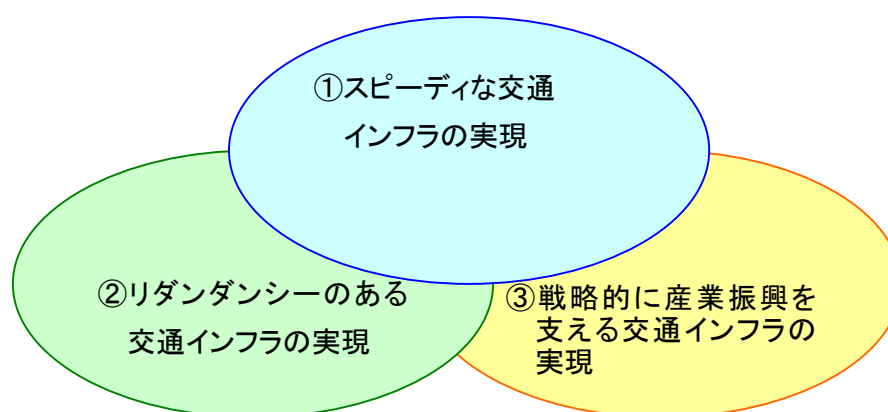 ①スピーディな交通
インフラの実現
②リダンダンシーのある
交通インフラの実現
③戦略的に産業振興を
支える交通インフラの
実現